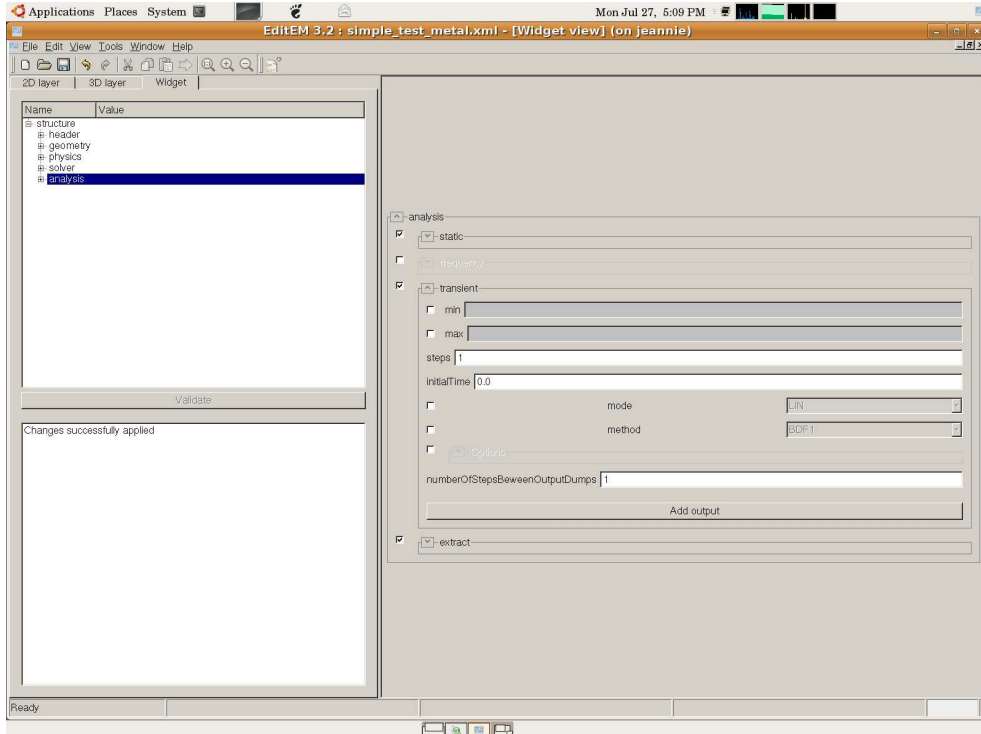 Applications Places System Mon Jul 27, 5:09 PM
EditEM 3.2 : simple_test_metal.xml - [Widget view] (on jeannie)
File Edit View Tools Window Help
2D layer 3D layer Widget
Name Value
structure
header
geometry
physics
solver
analysis
Validate
Changes successfully applied
analysis
static
frequency
transient
min
max
steps 1
initialTime 0.0
mode LIN
method BDF1
Options
numberOfStepsBeweenOutputDumps 1
Add output
extract
Ready